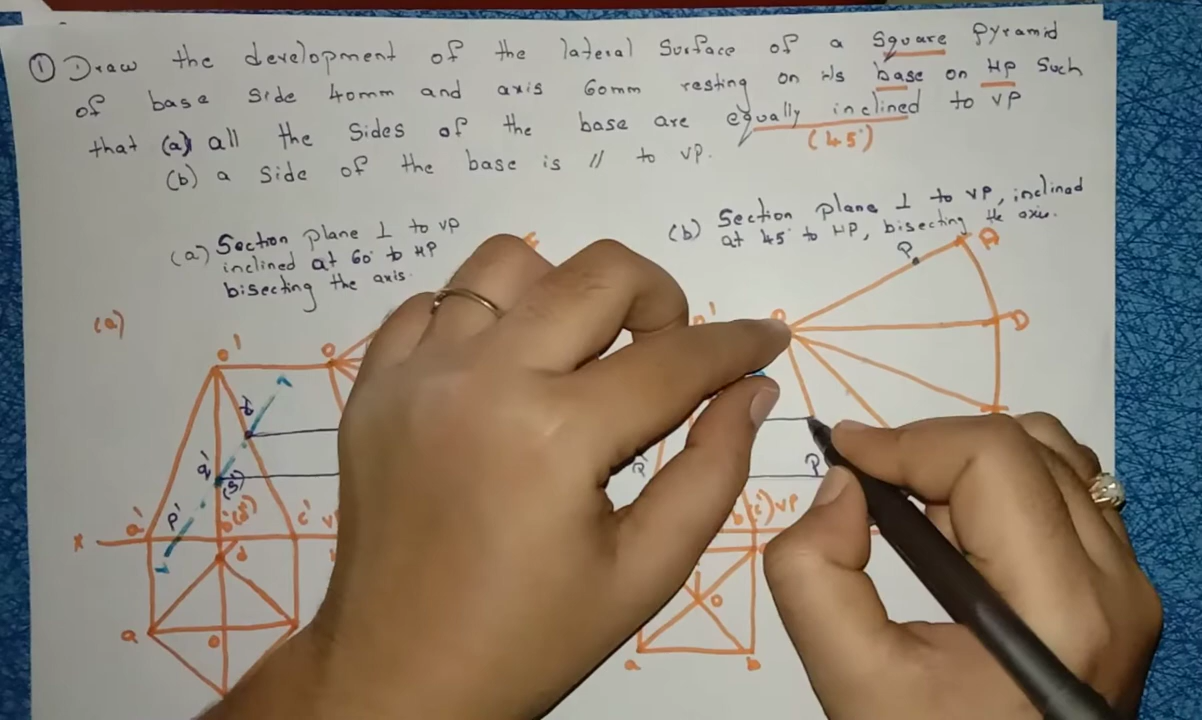 ① Draw the development of the lateral Surface of a Square Pyramid
of base side 40mm and axis 60mm resting on its base on HP Such
that (a) all the Sides of the base are equally inclined to VP
(45°)
(b) a Side of the base is // to VP.
(a) Section plane ⊥ to VP
inclined at 60° to HP
bisecting the axis.
(b) Section plane ⊥ to VP, inclined
at 45° to HP, bisecting the axis.
(a)
o'
O
q'
(s')
p'
a'
c'
VP
X
d
a
o
P
A
D
P
b'(c') VP
o
a
b